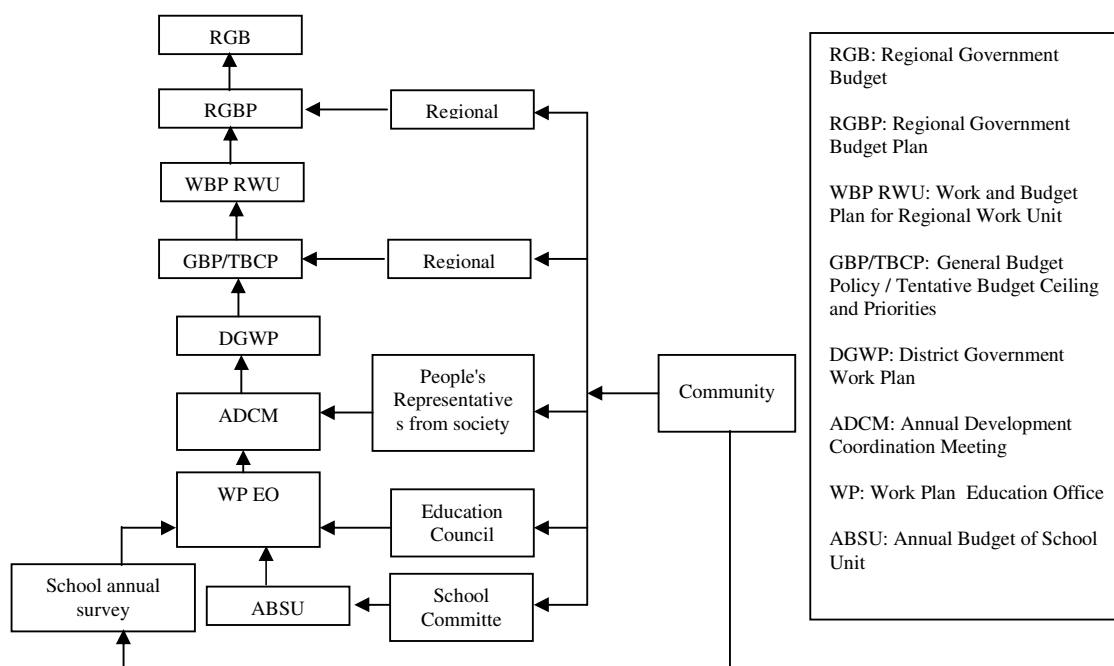 RGB
RGBP
Regional
WBP RWU
GBP/TBCP
Regional
DGWP
People's
Representative
s from society
ADCM
Community
WP EO
Education
Council
School annual
survey
ABSU
School
Committe
RGB: Regional Government
Budget
RGBP: Regional Government
Budget Plan
WBP RWU: Work and Budget
Plan for Regional Work Unit
GBP/TBCP: General Budget
Policy / Tentative Budget Ceiling
and Priorities
DGWP: District Government
Work Plan
ADCM: Annual Development
Coordination Meeting
WP: Work Plan Education Office
ABSU: Annual Budget of School
Unit